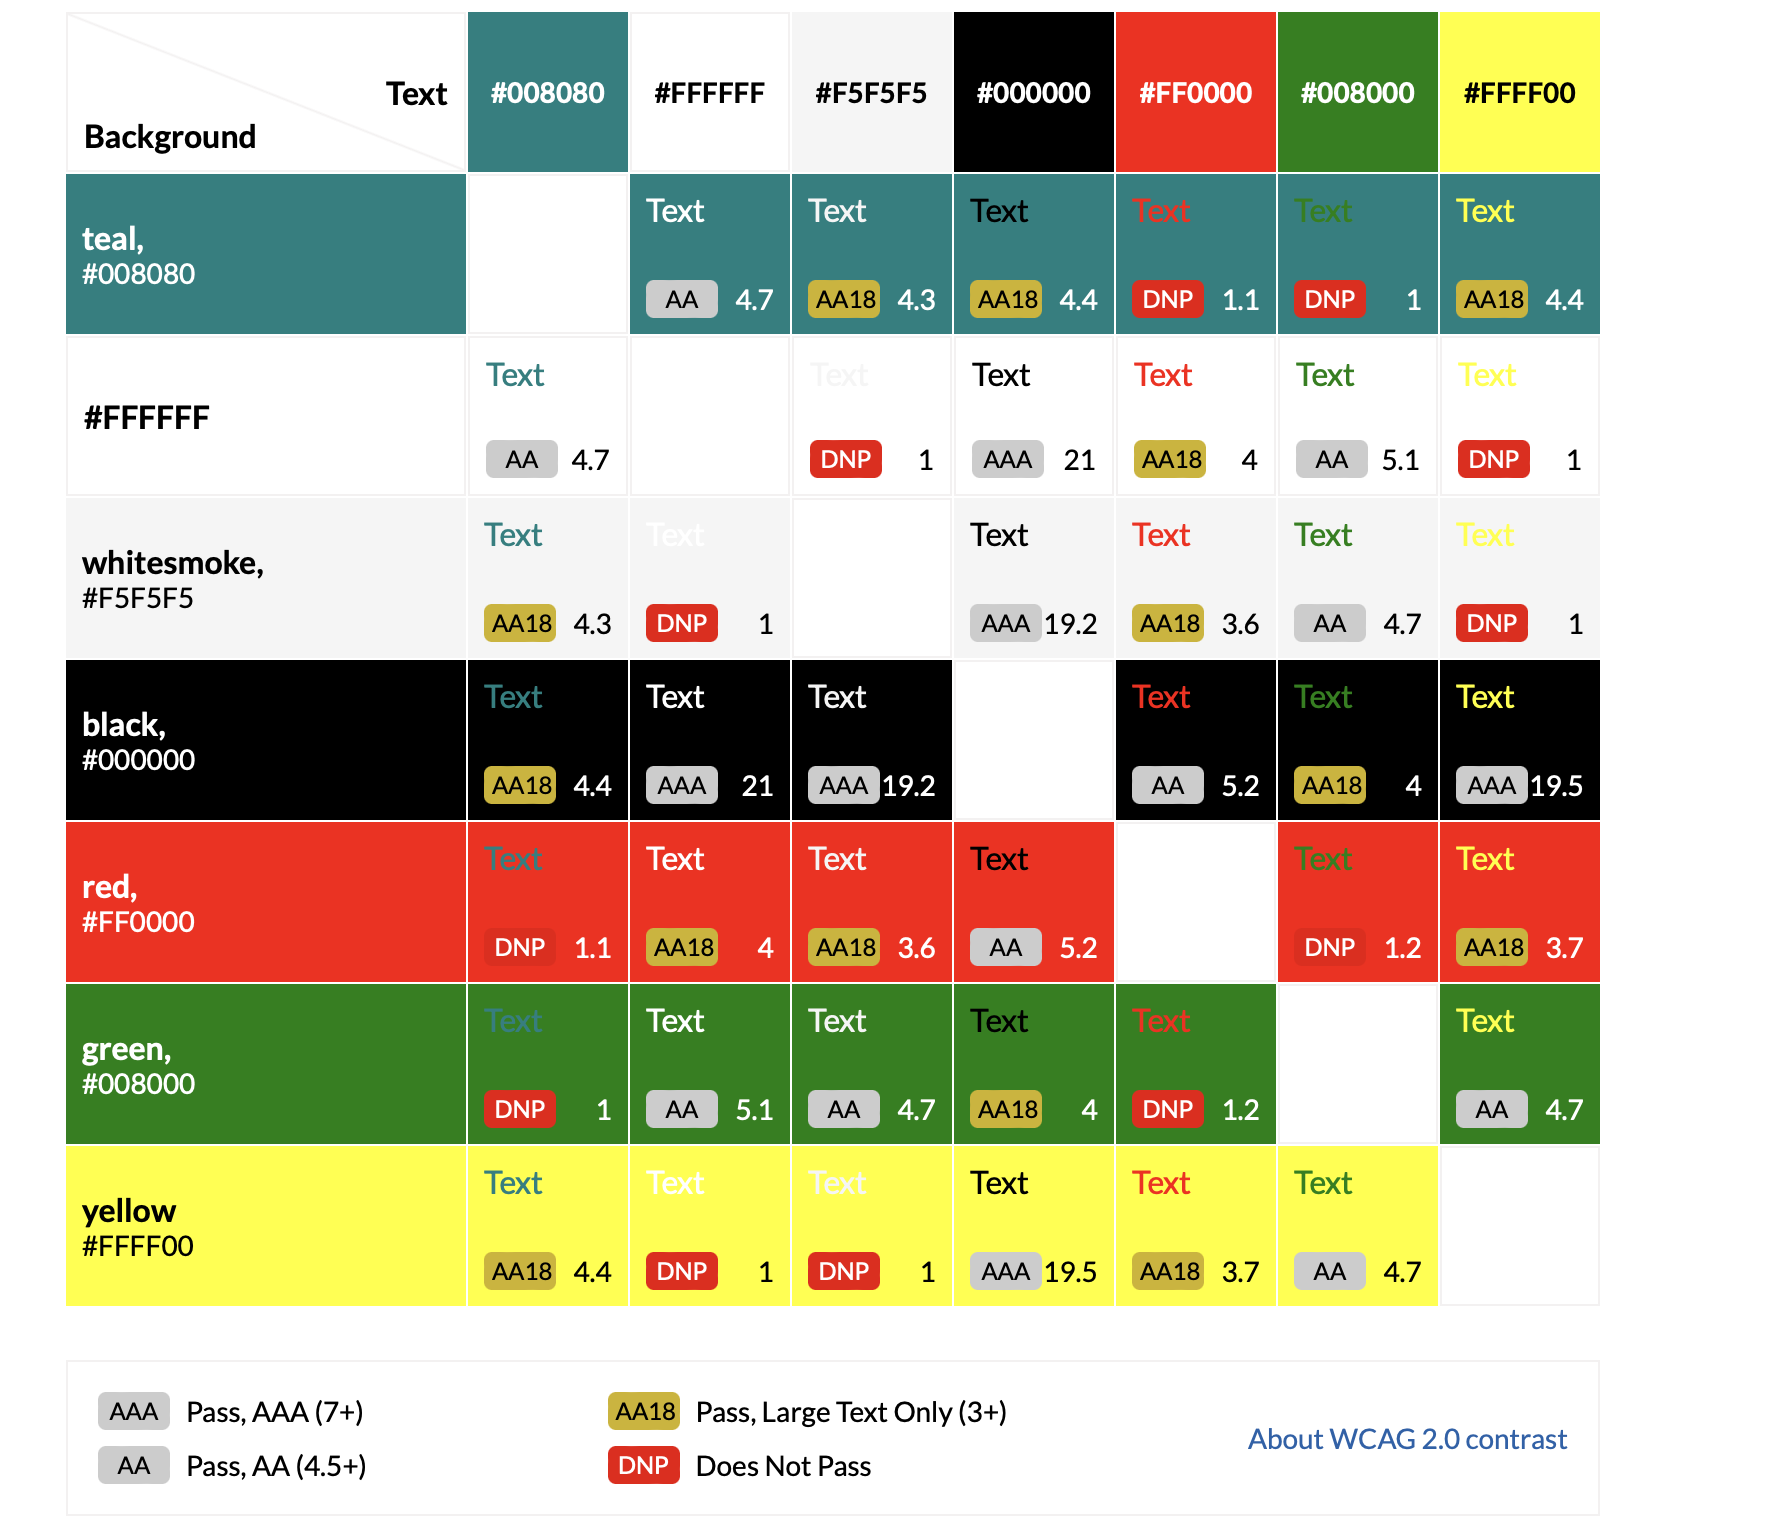 Text
Background
#008080 #FFFFFF #F5F5F5 #000000 #FF0000 #008000 #FFFF00
teal,
#008080
Text Text Text Text Text Text
AA 4.7 AA18 4.3 AA18 4.4 DNP 1.1 DNP 1 AA18 4.4
#FFFFFF
Text Text Text Text Text Text
AA 4.7 DNP 1 AAA 21 AA18 4 AA 5.1 DNP 1
whitesmoke,
#F5F5F5
Text Text Text Text Text Text
AA18 4.3 DNP 1 AAA 19.2 AA18 3.6 AA 4.7 DNP 1
black,
#000000
Text Text Text Text Text Text
AA18 4.4 AAA 21 AAA 19.2 AA 5.2 AA18 4 AAA 19.5
red,
#FF0000
Text Text Text Text Text Text
DNP 1.1 AA18 4 AA18 3.6 AA 5.2 DNP 1.2 AA18 3.7
green,
#008000
Text Text Text Text Text Text
DNP 1 AA 5.1 AA 4.7 AA18 4 DNP 1.2 AA 4.7
yellow
#FFFF00
Text Text Text Text Text Text
AA18 4.4 DNP 1 DNP 1 AAA 19.5 AA18 3.7 AA 4.7
AAA Pass, AAA (7+)
AA Pass, AA (4.5+)
AA18 Pass, Large Text Only (3+)
DNP Does Not Pass
About WCAG 2.0 contrast